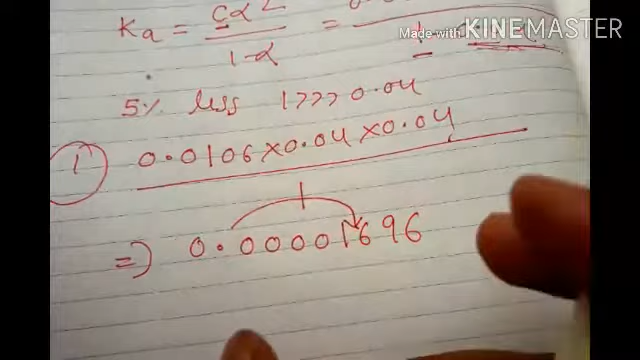 Ka = cα² / 1-α =
Made with KINEMASTER
5% less 1>>>0.04
1 0.0106×0.04×0.04 / 1
=> 0.00001696